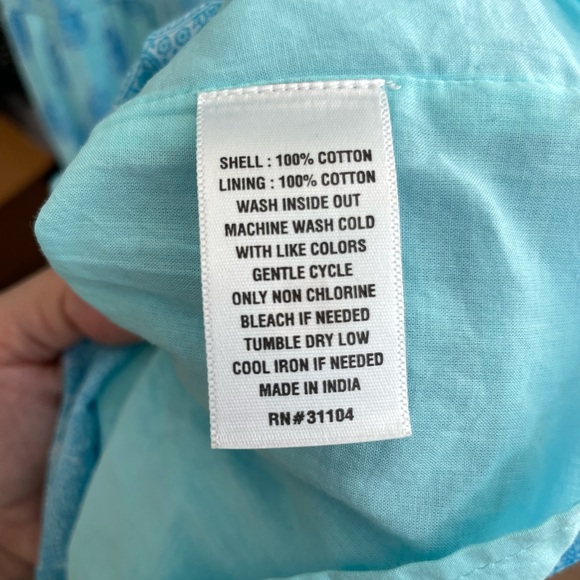 SHELL : 100% COTTON
LINING : 100% COTTON
WASH INSIDE OUT
MACHINE WASH COLD
WITH LIKE COLORS
GENTLE CYCLE
ONLY NON CHLORINE
BLEACH IF NEEDED
TUMBLE DRY LOW
COOL IRON IF NEEDED
MADE IN INDIA
RN#31104